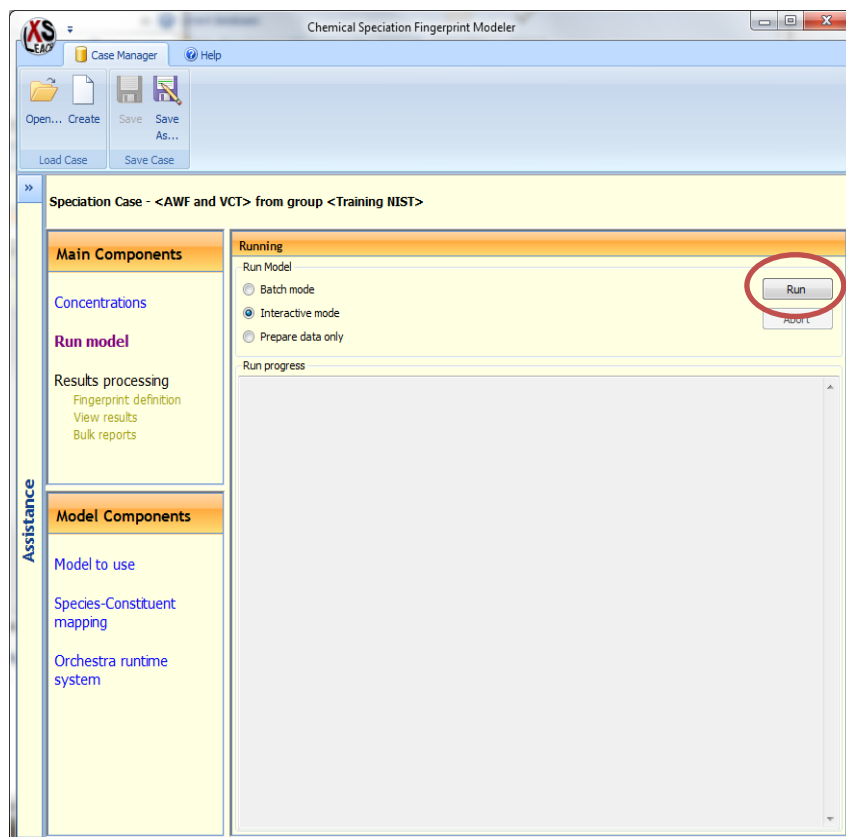 Chemical Speciation Fingerprint Modeler
XS
LEACH
Case Manager
Help
Open... Create Save Save
As...
Load Case Save Case
»
Speciation Case - <AWF and VCT> from group <Training NIST>
Main Components
Concentrations
Run model
Results processing
Fingerprint definition
View results
Bulk reports
Running
Run Model
Batch mode
Interactive mode
Prepare data only
Run
Abort
Run progress
Assistance
Model Components
Model to use
Species-Constituent
mapping
Orchestra runtime
system